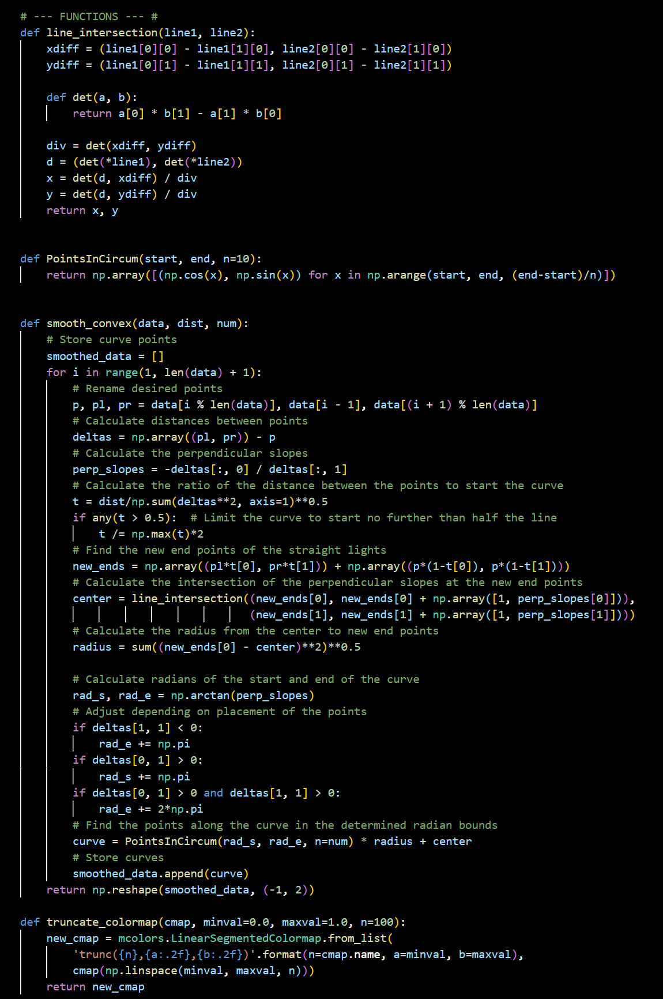 # --- FUNCTIONS --- #
def line_intersection(line1, line2):
    xdiff = (line1[0][0] - line1[1][0], line2[0][0] - line2[1][0])
    ydiff = (line1[0][1] - line1[1][1], line2[0][1] - line2[1][1])

    def det(a, b):
        return a[0] * b[1] - a[1] * b[0]

    div = det(xdiff, ydiff)
    d = (det(*line1), det(*line2))
    x = det(d, xdiff) / div
    y = det(d, ydiff) / div
    return x, y


def PointsInCircum(start, end, n=10):
    return np.array([(np.cos(x), np.sin(x)) for x in np.arange(start, end, (end-start)/n)])


def smooth_convex(data, dist, num):
    # Store curve points
    smoothed_data = []
    for i in range(1, len(data) + 1):
        # Rename desired points
        p, pl, pr = data[i % len(data)], data[i - 1], data[(i + 1) % len(data)]
        # Calculate distances between points
        deltas = np.array((pl, pr)) - p
        # Calculate the perpendicular slopes
        perp_slopes = -deltas[:, 0] / deltas[:, 1]
        # Calculate the ratio of the distance between the points to start the curve
        t = dist/np.sum(deltas**2, axis=1)**0.5
        if any(t > 0.5):  # Limit the curve to start no further than half the line
            t /= np.max(t)*2
        # Find the new end points of the straight lights
        new_ends = np.array((pl*t[0], pr*t[1])) + np.array((p*(1-t[0]), p*(1-t[1])))
        # Calculate the intersection of the perpendicular slopes at the new end points
        center = line_intersection((new_ends[0], new_ends[0] + np.array([1, perp_slopes[0]])),
                                   (new_ends[1], new_ends[1] + np.array([1, perp_slopes[1]])))
        # Calculate the radius from the center to new end points
        radius = sum((new_ends[0] - center)**2)**0.5

        # Calculate radians of the start and end of the curve
        rad_s, rad_e = np.arctan(perp_slopes)
        # Adjust depending on placement of the points
        if deltas[1, 1] < 0:
            rad_e += np.pi
        if deltas[0, 1] > 0:
            rad_s += np.pi
        if deltas[0, 1] > 0 and deltas[1, 1] > 0:
            rad_e += 2*np.pi
        # Find the points along the curve in the determined radian bounds
        curve = PointsInCircum(rad_s, rad_e, n=num) * radius + center
        # Store curves
        smoothed_data.append(curve)
    return np.reshape(smoothed_data, (-1, 2))

def truncate_colormap(cmap, minval=0.0, maxval=1.0, n=100):
    new_cmap = mcolors.LinearSegmentedColormap.from_list(
        'trunc({n},{a:.2f},{b:.2f})'.format(n=cmap.name, a=minval, b=maxval),
        cmap(np.linspace(minval, maxval, n)))
    return new_cmap